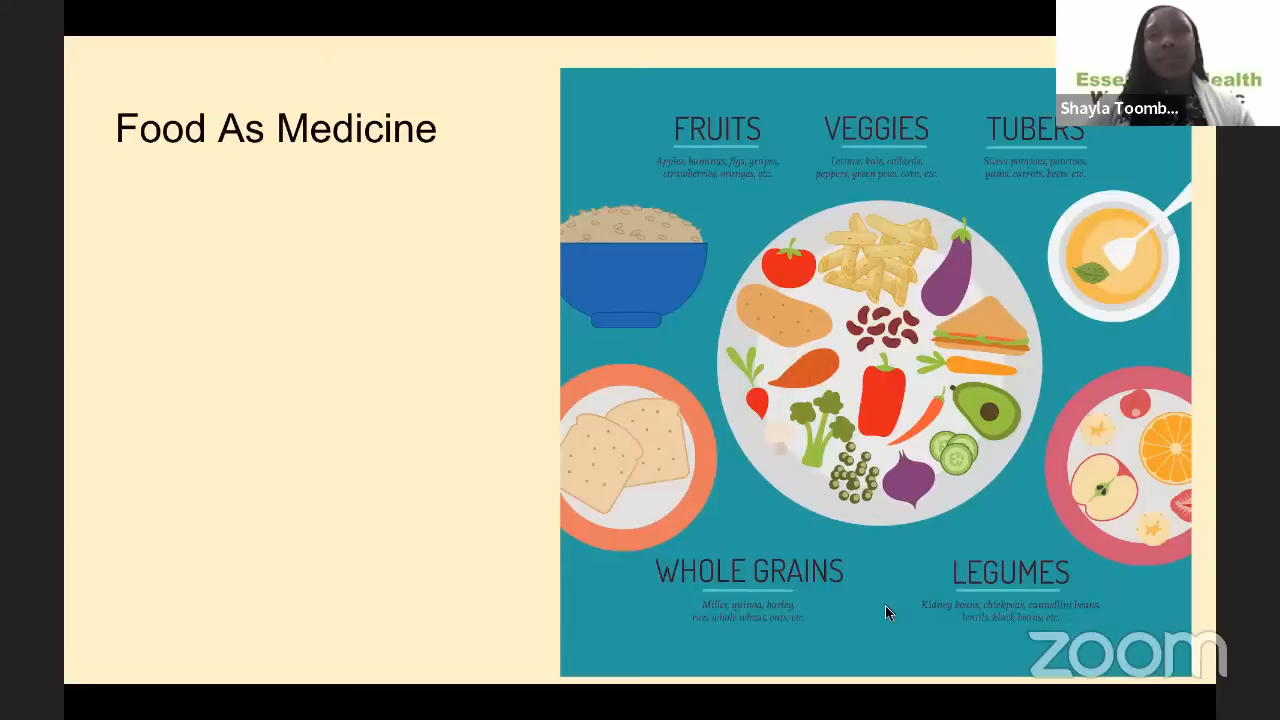 Food As Medicine
Esse ealth
Shayla Toomb...
FRUITS
Apples, bananas, figs, grapes,
strawberries, oranges, etc.
VEGGIES
Lettuce, kale, collards,
peppers, green peas, corn, etc.
TUBERS
Sweet potatoes, potatoes,
yams, carrots, beets, etc.
WHOLE GRAINS
Millet, quinoa, barley,
rice, whole wheat, oats, etc.
LEGUMES
Kidney beans, chickpeas, cannellini beans,
lentils, black beans, etc.
zoom